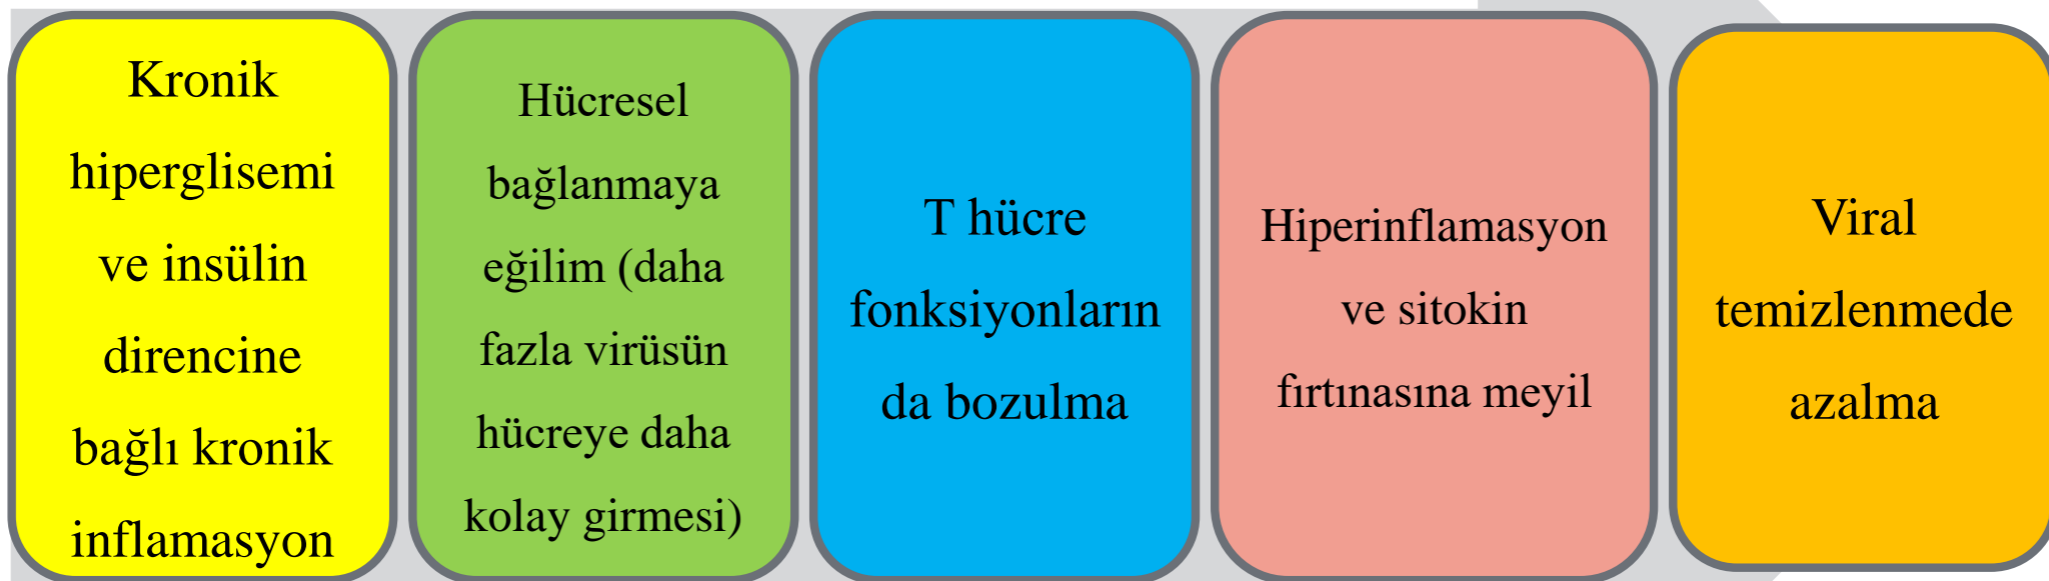 Kronik
hiperglisemi
ve insülin
direncine
bağlı kronik
inflamasyon
Hücresel
bağlanmaya
eğilim (daha
fazla virüsün
hücreye daha
kolay girmesi)
T hücre
fonksiyonların
da bozulma
Hiperinflamasyon
ve sitokin
fırtınasına meyil
Viral
temizlenmede
azalma